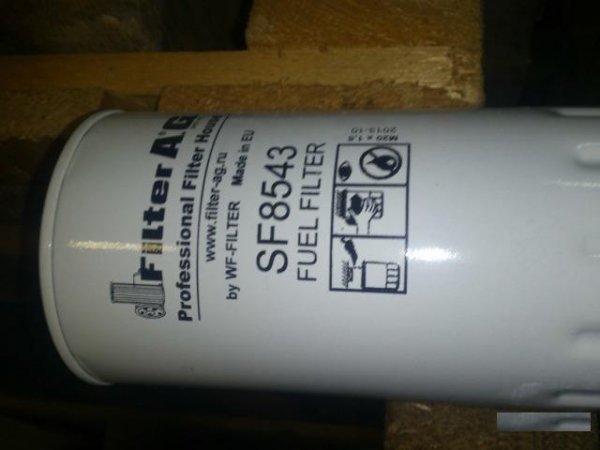 Filter A.G
Professional Filter House
www.filter-ag.ru
by WF-FILTER Made in EU
SF8543
FUEL FILTER
M20 x 1,5
2013-10